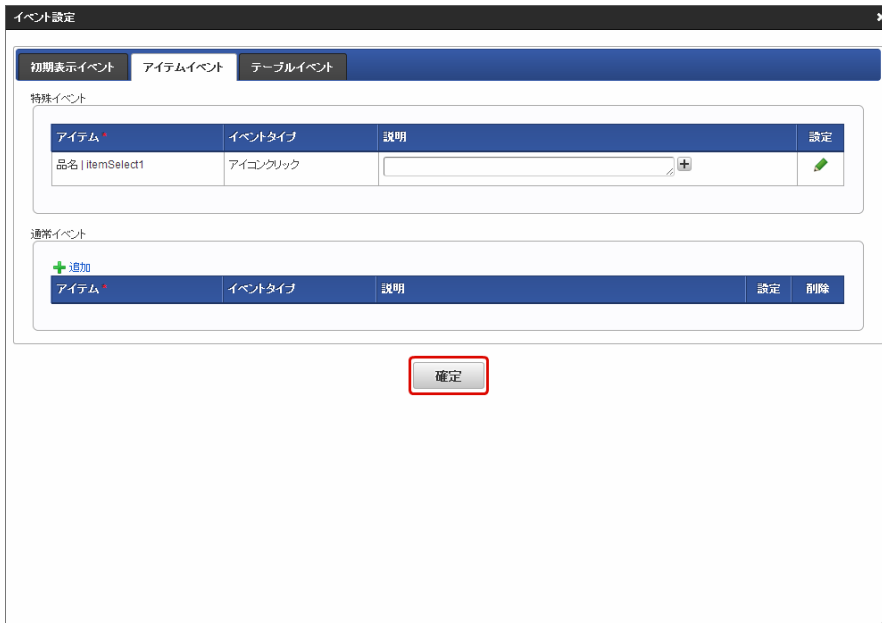 イベント設定
初期表示イベント アイテムイベント テーブルイベント
特殊イベント
アイテム* イベントタイプ 説明 設定
品名 | itemSelect1 アイコンクリック
通常イベント
追加
アイテム* イベントタイプ 説明 設定 削除
確定